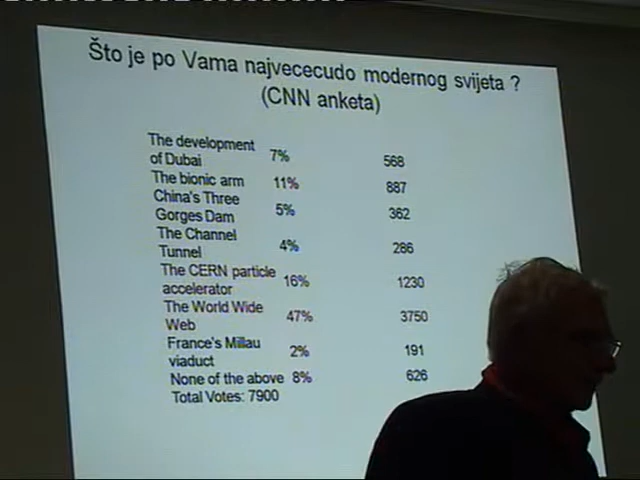 Što je po Vama najvececudo modernog svijeta ?
(CNN anketa)
The development of Dubai 7% 568
The bionic arm 11% 887
China's Three Gorges Dam 5% 362
The Channel Tunnel 4% 286
The CERN particle accelerator 16% 1230
The World Wide Web 47% 3750
France's Millau viaduct 2% 191
None of the above 8% 626
Total Votes: 7900